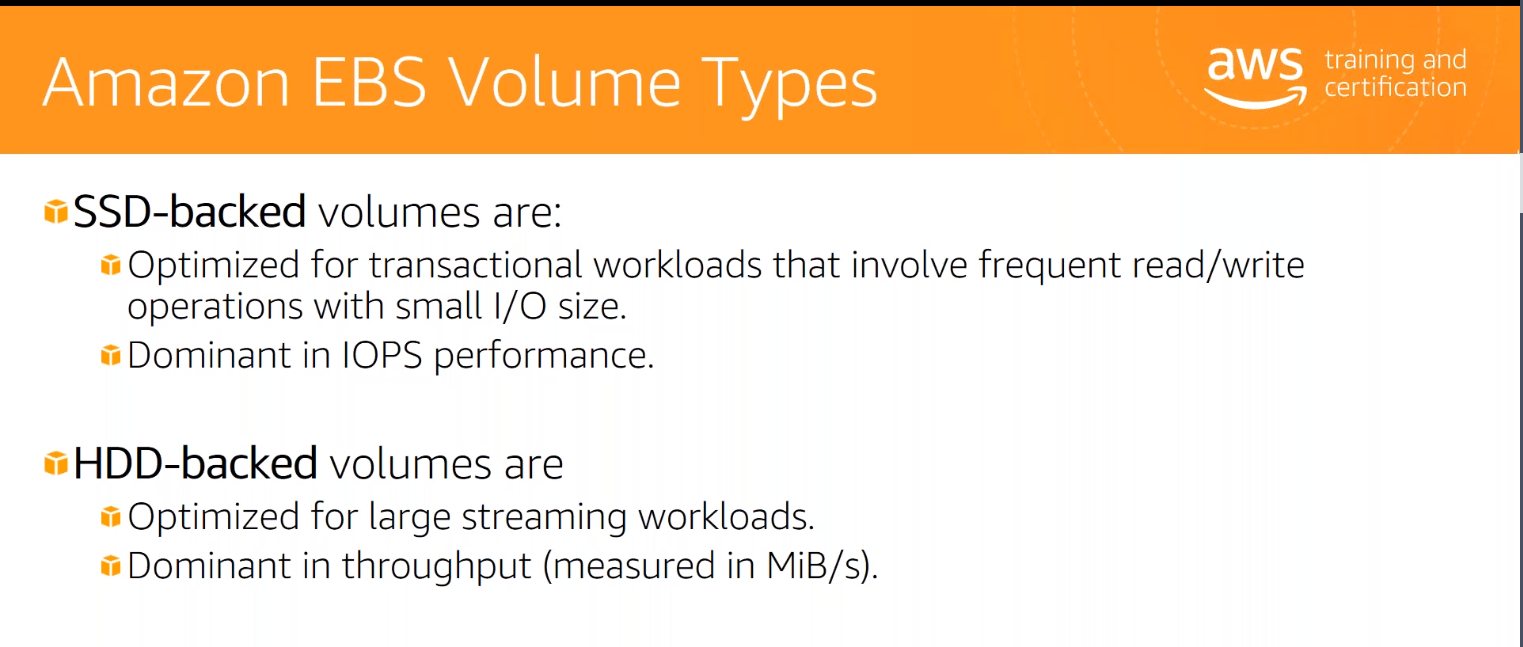 Amazon EBS Volume Types
aws training and
certification
SSD-backed volumes are:
Optimized for transactional workloads that involve frequent read/write
operations with small I/O size.
Dominant in IOPS performance.
HDD-backed volumes are
Optimized for large streaming workloads.
Dominant in throughput (measured in MiB/s).